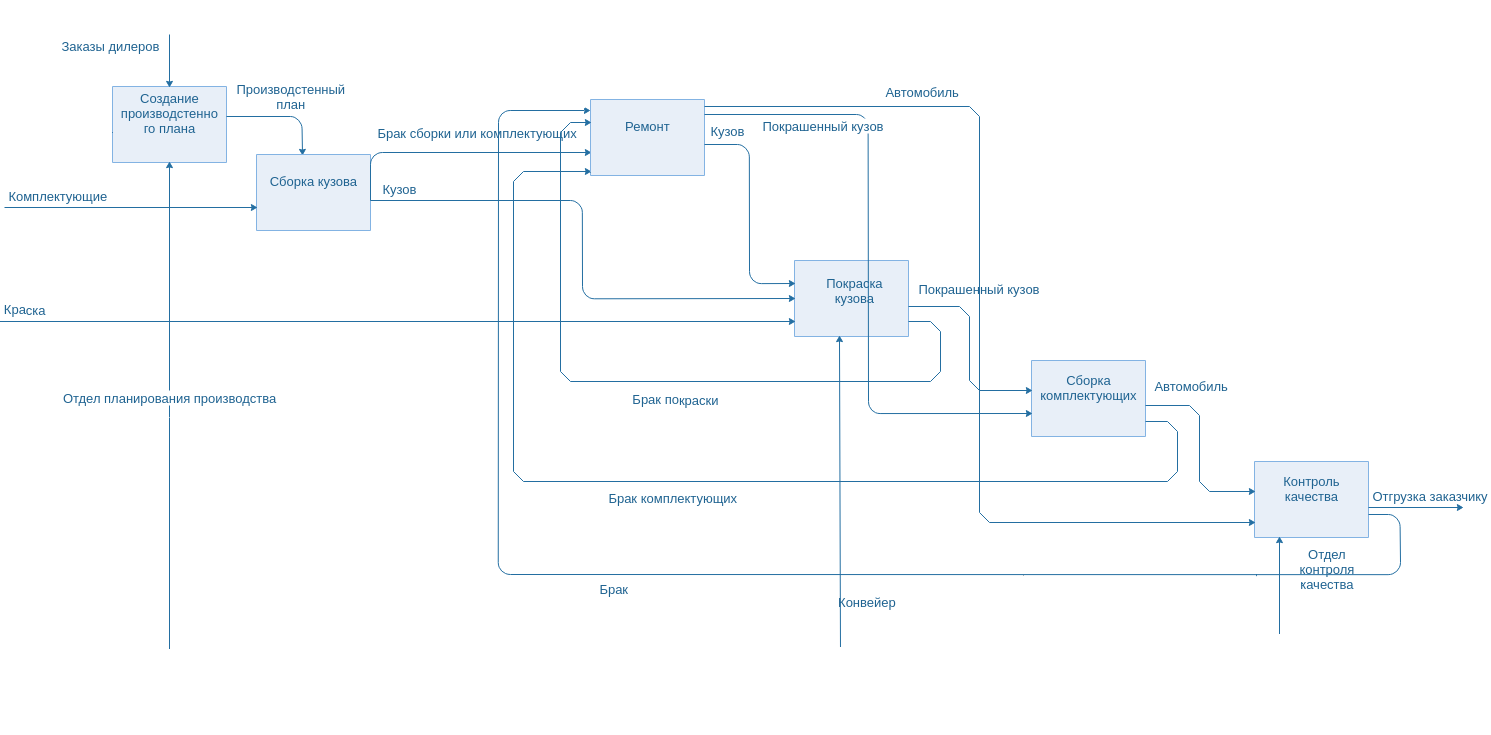 Заказы дилеров
Создание
производстенно
го плана
Производстенный
план
Автомобиль
Брак сборки или комплектующих
Ремонт
Кузов
Покрашенный кузов
Комплектующие
Сборка кузова
Кузов
Краска
Покраска
кузова
Покрашенный кузов
Отдел планирования производства
Брак покраски
Сборка
комплектующих
Автомобиль
Брак комплектующих
Контроль
качества
Отгрузка заказчику
Отдел
контроля
качества
Брак
Конвейер